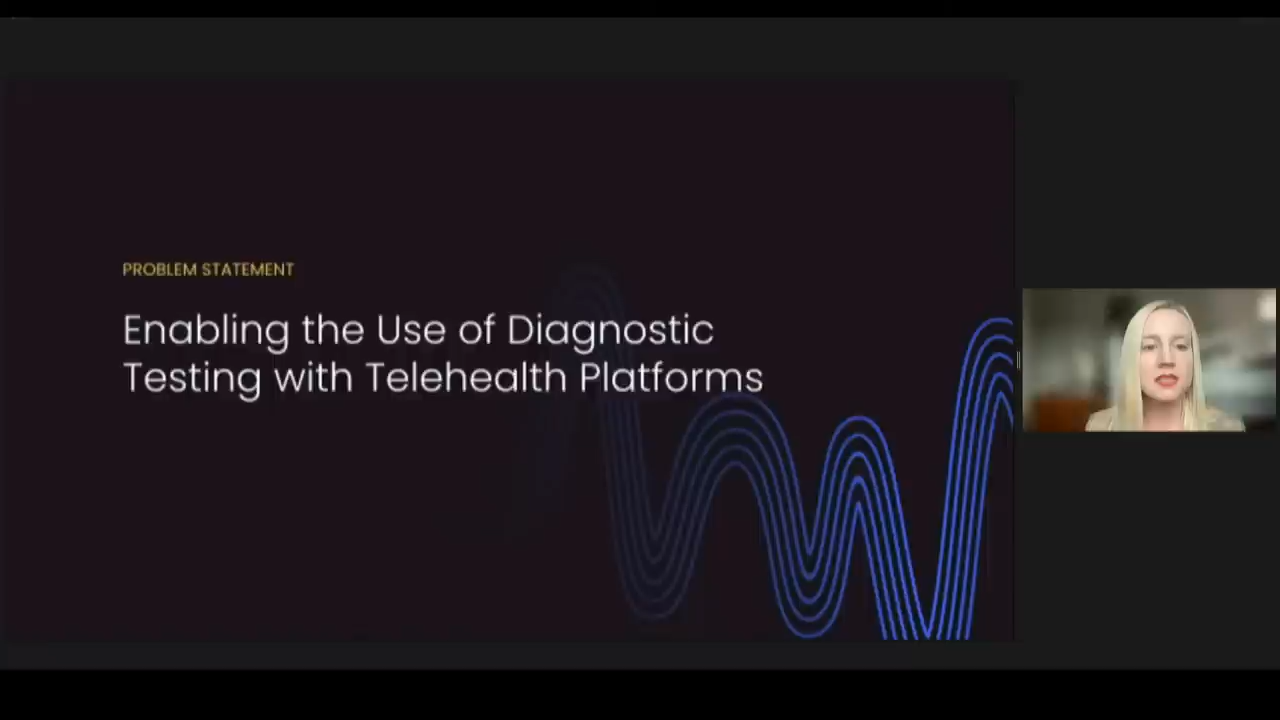 PROBLEM STATEMENT
Enabling the Use of Diagnostic
Testing with Telehealth Platforms